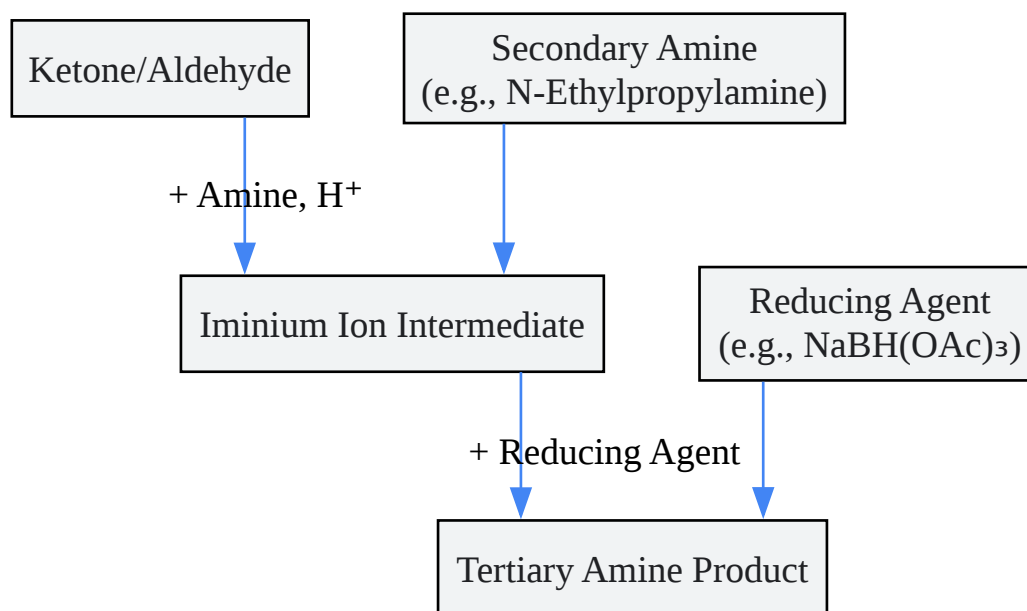 Ketone/Aldehyde
Secondary Amine
(e.g., N-Ethylpropylamine)
+ Amine, H⁺
Iminium Ion Intermediate
Reducing Agent
(e.g., NaBH(OAc)₃)
+ Reducing Agent
Tertiary Amine Product